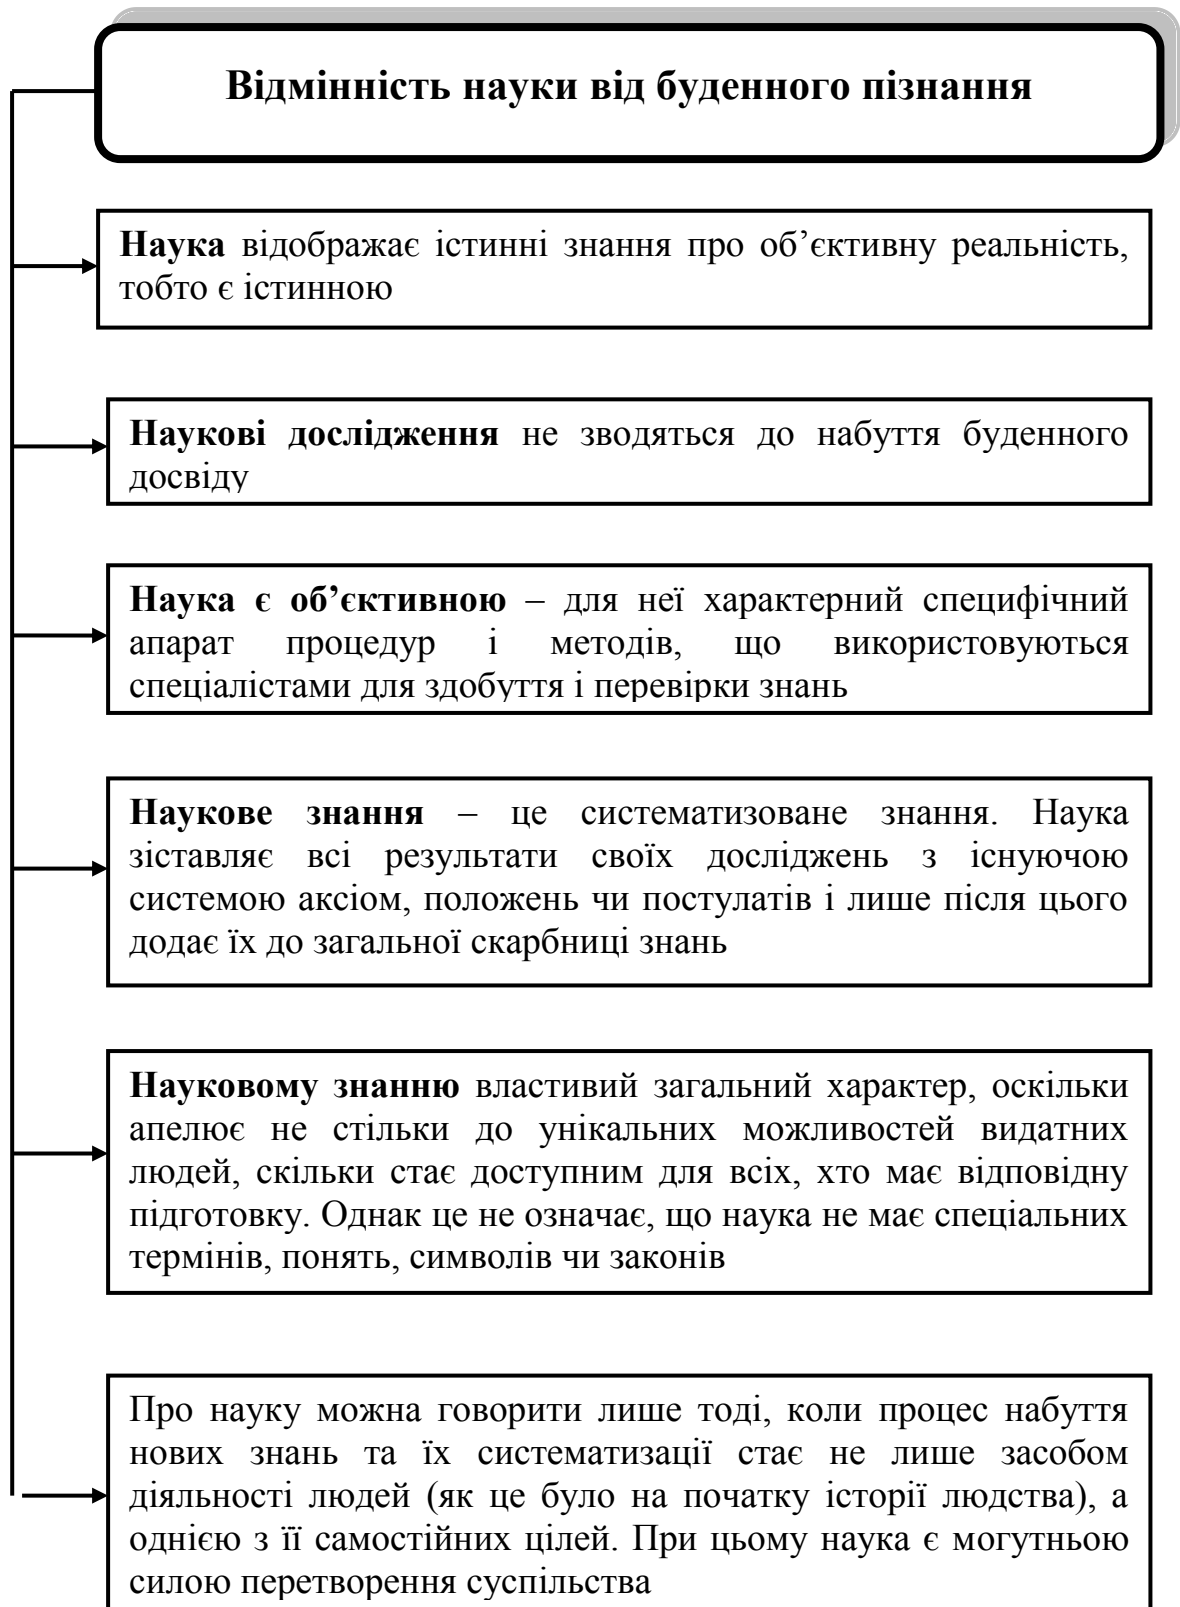 Відмінність науки від буденного пізнання
Наука відображає істинні знання про об’єктивну реальність,
тобто є істинною
Наукові дослідження не зводяться до набуття буденного
досвіду
Наука є об’єктивною – для неї характерний специфічний
апарат процедур і методів, що використовуються
спеціалістами для здобуття і перевірки знань
Наукове знання – це систематизоване знання. Наука
зіставляє всі результати своїх досліджень з існуючою
системою аксіом, положень чи постулатів і лише після цього
додає їх до загальної скарбниці знань
Науковому знанню властивий загальний характер, оскільки
апелює не стільки до унікальних можливостей видатних
людей, скільки стає доступним для всіх, хто має відповідну
підготовку. Однак це не означає, що наука не має спеціальних
термінів, понять, символів чи законів
Про науку можна говорити лише тоді, коли процес набуття
нових знань та їх систематизації стає не лише засобом
діяльності людей (як це було на початку історії людства), а
однією з її самостійних цілей. При цьому наука є могутньою
силою перетворення суспільства